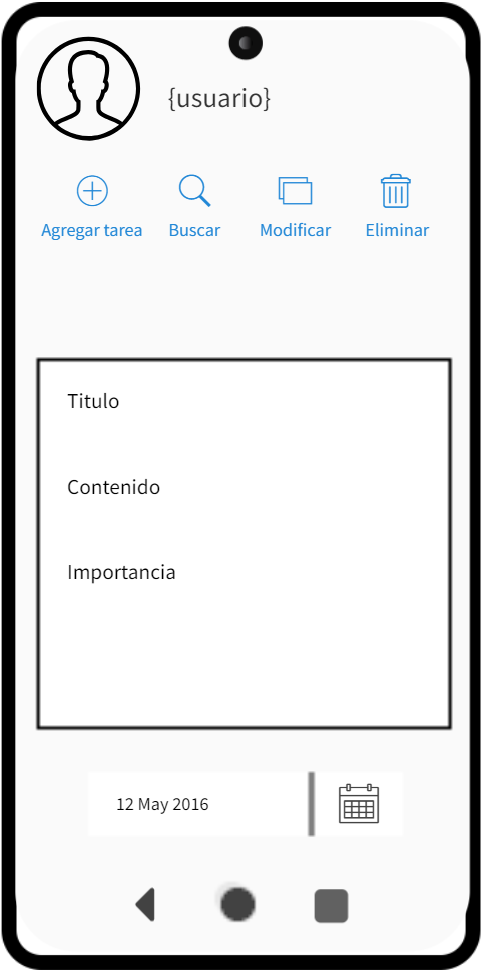 {usuario}
Agregar tarea Buscar Modificar Eliminar
Titulo
Contenido
Importancia
12 May 2016